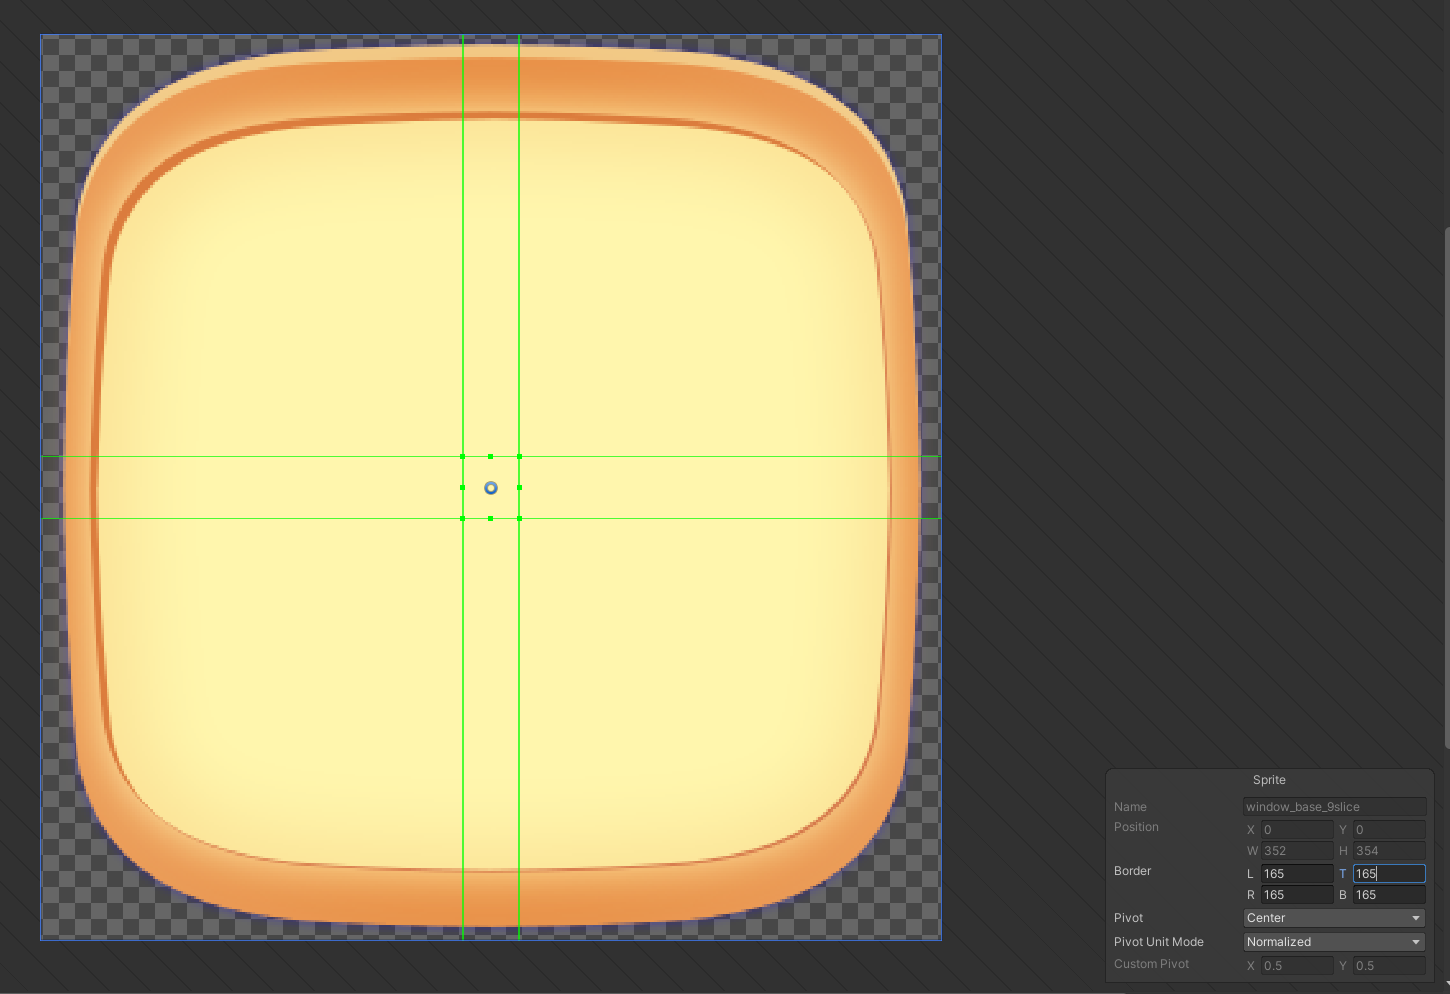 Sprite
Name window_base_9slice
Position X 0 Y 0
W 352 H 354
Border L 165 T 165
R 165 B 165
Pivot Center
Pivot Unit Mode Normalized
Custom Pivot X 0.5 Y 0.5